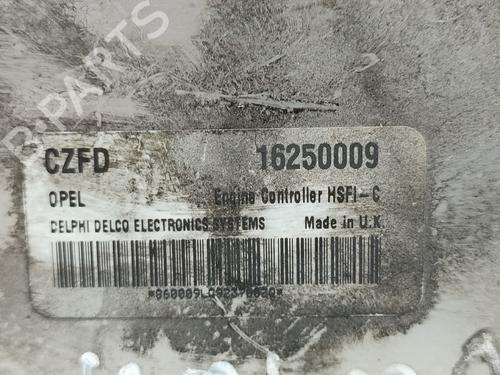 B-PARTS
CZFD 16250009
OPEL Engine Controller HSFI-C
DELPHI DELCO ELECTRONICS SYSTEMS Made in U.K.